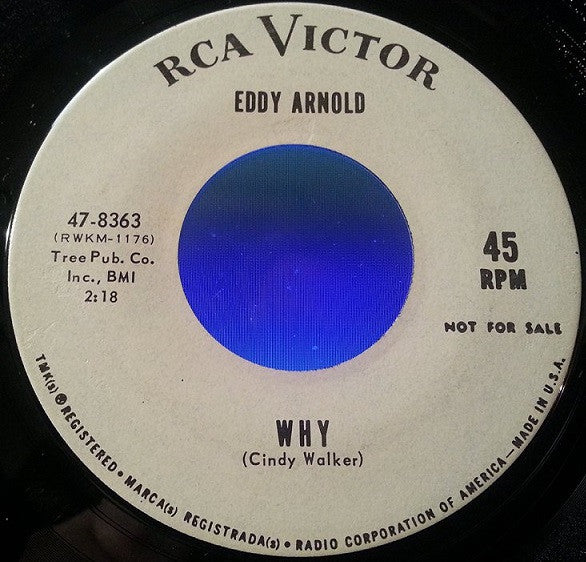 RCA VICTOR
EDDY ARNOLD
47-8363
(RWKM-1176)
Tree Pub. Co.
Inc., BMI
2:18
45
RPM
NOT FOR SALE
WHY
(Cindy Walker)
TMK(s) ® REGISTERED • MARCA(s) REGISTRADA(s) • RADIO CORPORATION OF AMERICA—MADE IN U.S.A.